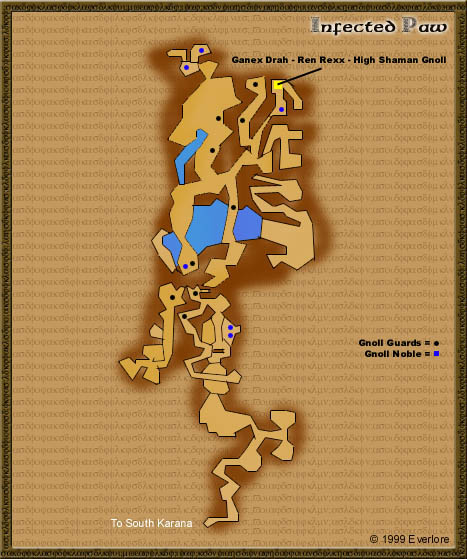 Infected Paw
Ganex Drah - Ren Rexx - High Shaman Gnoll
Gnoll Guards =
Gnoll Noble =
To South Karana
© 1999 Everlore